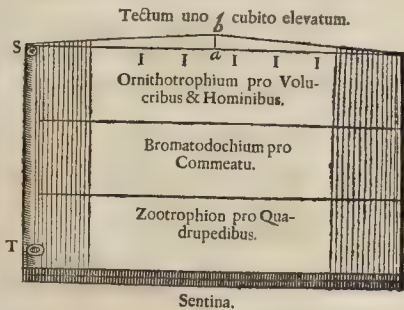 Tectum uno b cubito elevatum.
S
a
I I I I I
Ornithotrophium pro Volu-
cribus & Hominibus.
Bromatodochium pro
Commeatu.
Zootrophion pro Qua-
drupedibus.
T
Sentina.